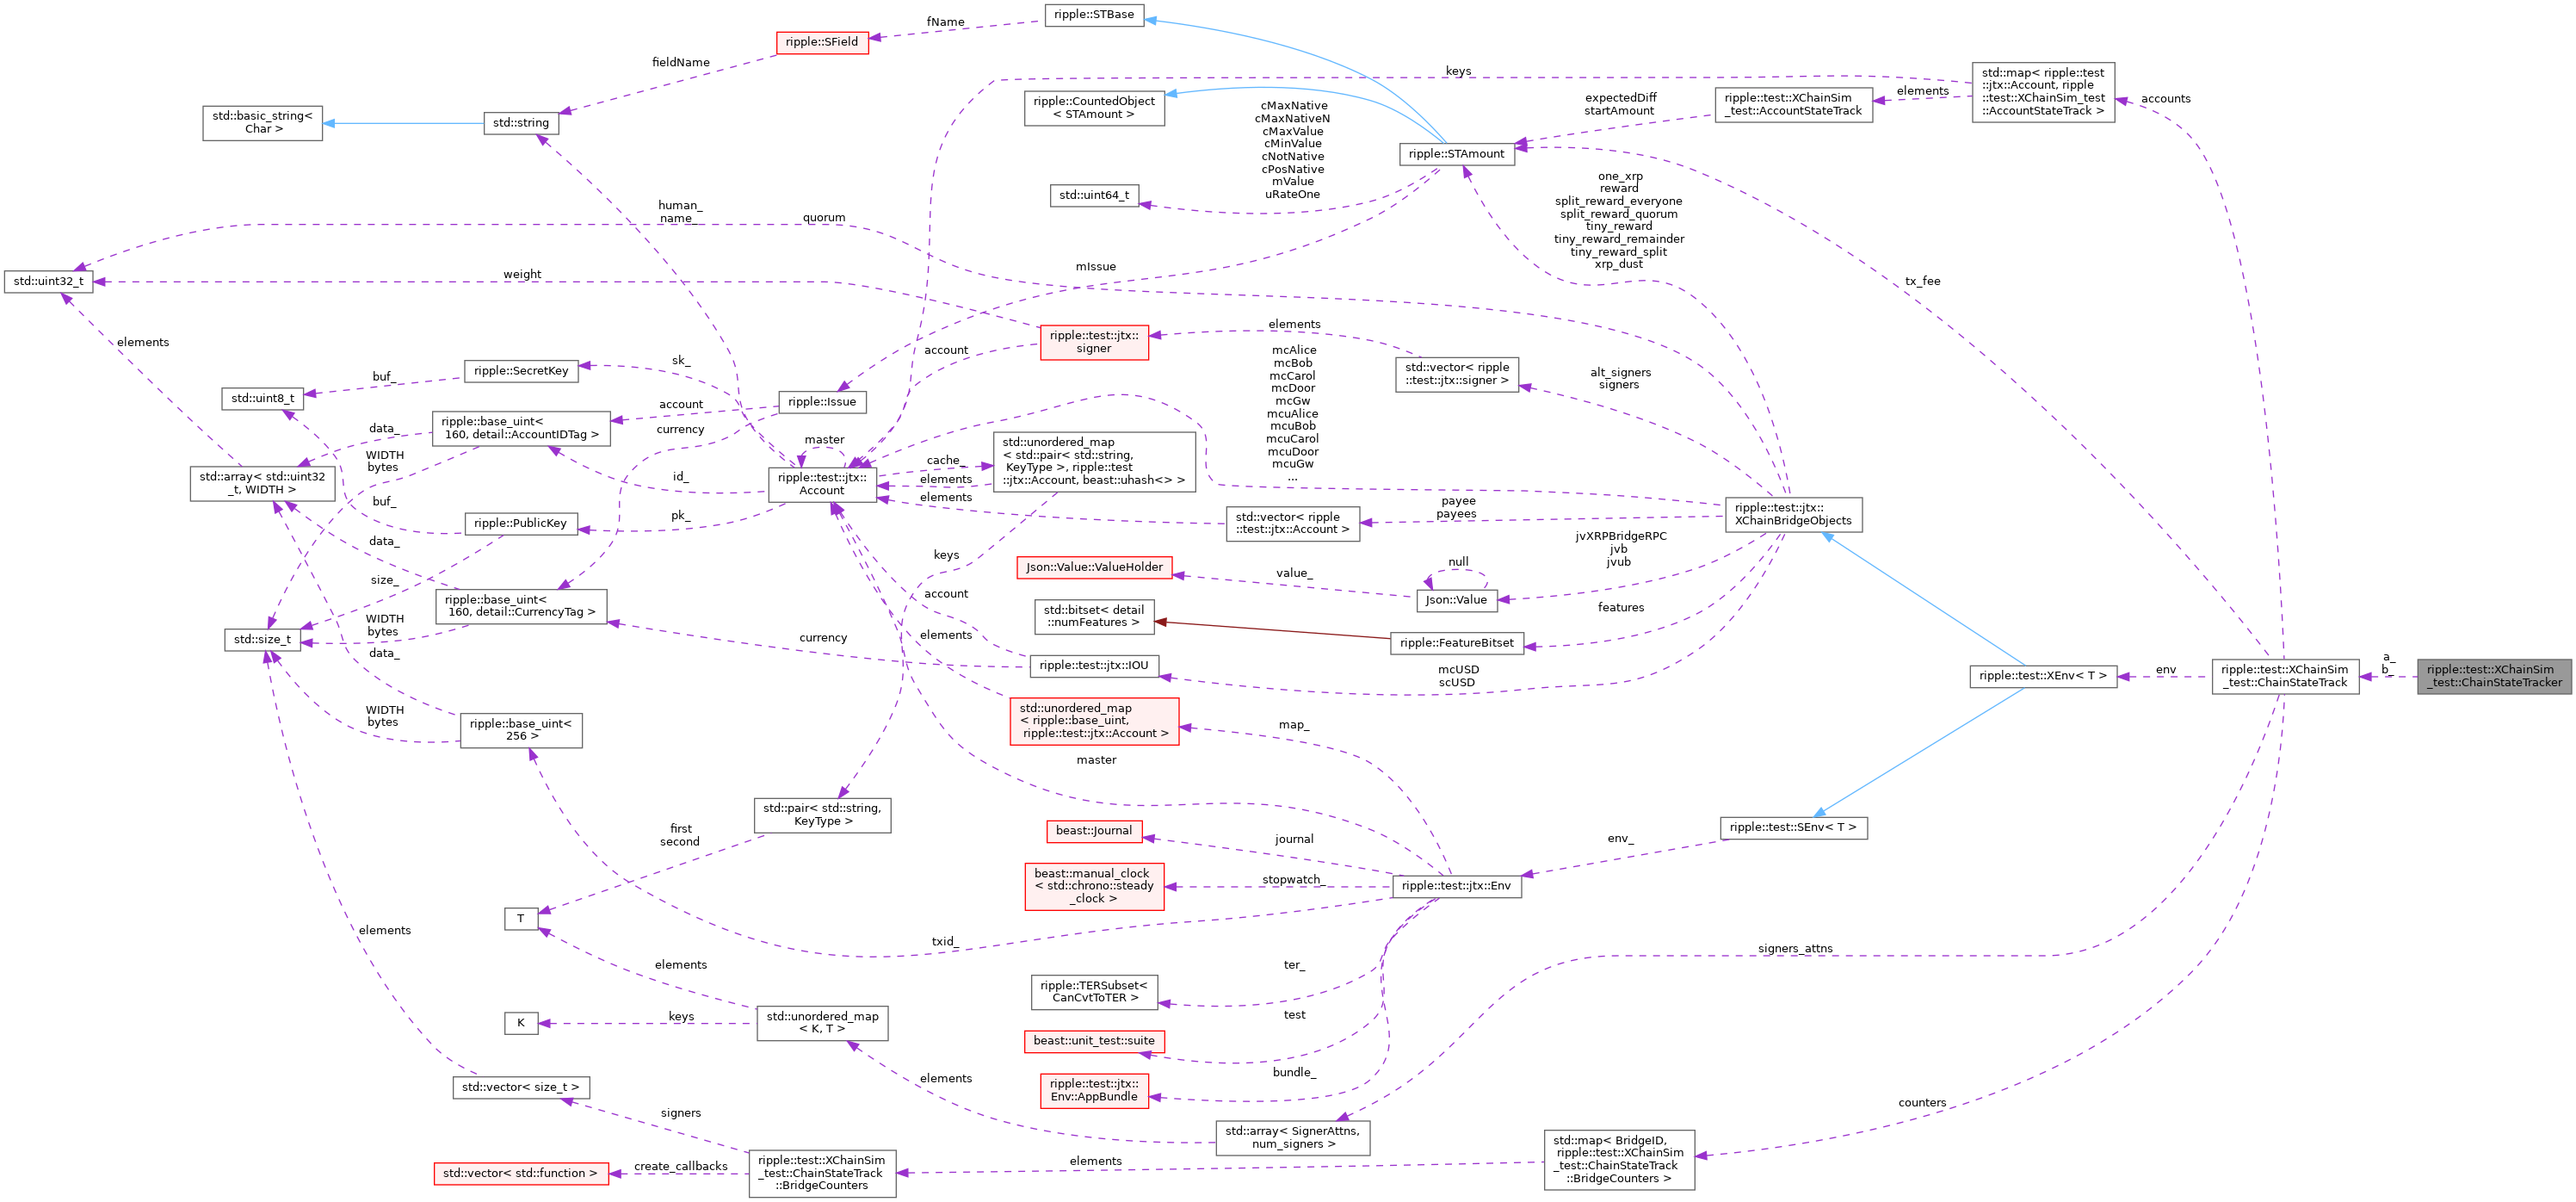 ripple::STBase
fName
ripple::SField
fieldName
keys
std::map< ripple::test
::jtx::Account, ripple
::test::XChainSim_test
::AccountStateTrack >
elements
accounts
ripple::test::XChainSim
_test::AccountStateTrack
expectedDiff
startAmount
ripple::CountedObject
< STAmount >
std::basic_string<
Char >
std::string
cMaxNative
cMaxNativeN
cMaxValue
cMinValue
cNotNative
cPosNative
mValue
uRateOne
ripple::STAmount
std::uint64_t
one_xrp
reward
split_reward_everyone
split_reward_quorum
tiny_reward
tiny_reward_remainder
tiny_reward_split
xrp_dust
human_
name_
quorum
mIssue
weight
std::uint32_t
tx_fee
elements
ripple::test::jtx::
signer
elements
account
std::vector< ripple
::test::jtx::signer >
alt_signers
signers
sk_
ripple::SecretKey
buf_
std::uint8_t
ripple::Issue
account
currency
mcAlice
mcBob
mcCarol
mcDoor
mcGw
mcuAlice
mcuBob
mcuCarol
mcuDoor
mcuGw
...
ripple::base_uint<
160, detail::AccountIDTag >
data_
WIDTH
bytes
master
std::unordered_map
< std::pair< std::string,
KeyType >, ripple::test
::jtx::Account, beast::uhash<> >
cache_
elements
elements
std::array< std::uint32
_t, WIDTH >
id_
ripple::test::jtx::
Account
buf_
ripple::PublicKey
pk_
std::vector< ripple
::test::jtx::Account >
payee
payees
ripple::test::jtx::
XChainBridgeObjects
data_
size_
keys
jvXRPBridgeRPC
jvb
jvub
null
Json::Value::ValueHolder
value_
Json::Value
account
ripple::base_uint<
160, detail::CurrencyTag >
std::bitset< detail
::numFeatures >
features
ripple::FeatureBitset
WIDTH
bytes
std::size_t
currency
elements
data_
ripple::test::jtx::IOU
mcUSD
scUSD
ripple::test::XEnv< T >
env
ripple::test::XChainSim
_test::ChainStateTrack
a_
b_
ripple::test::XChainSim
_test::ChainStateTracker
WIDTH
bytes
ripple::base_uint<
256 >
std::unordered_map
< ripple::base_uint,
ripple::test::jtx::Account >
map_
master
std::pair< std::string,
KeyType >
first
second
beast::Journal
journal
ripple::test::SEnv< T >
env_
beast::manual_clock
< std::chrono::steady
_clock >
stopwatch_
ripple::test::jtx::Env
T
elements
txid_
elements
signers_attns
ter_
ripple::TERSubset<
CanCvtToTER >
K
keys
std::unordered_map
< K, T >
test
beast::unit_test::suite
bundle_
ripple::test::jtx::
Env::AppBundle
elements
std::vector< size_t >
signers
counters
std::array< SignerAttns,
num_signers >
std::vector< std::function >
create_callbacks
ripple::test::XChainSim
_test::ChainStateTrack
::BridgeCounters
elements
std::map< BridgeID,
ripple::test::XChainSim
_test::ChainStateTrack
::BridgeCounters >